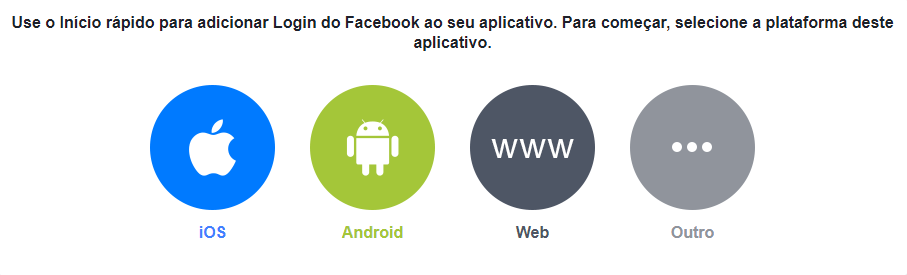 Use o Início rápido para adicionar Login do Facebook ao seu aplicativo. Para começar, selecione a plataforma deste
aplicativo.
www
iOS Android Web Outro